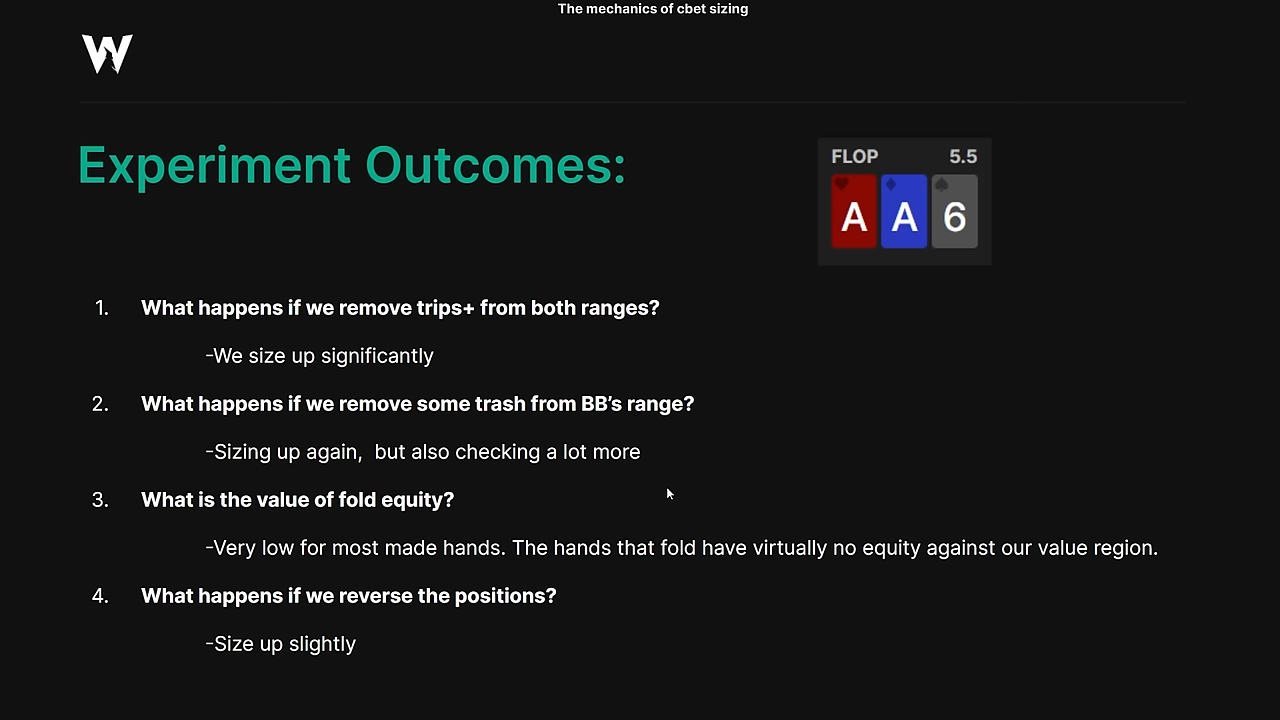 The mechanics of cbet sizing
W
Experiment Outcomes:
FLOP 5.5
A A 6
1. What happens if we remove trips+ from both ranges?
-We size up significantly
2. What happens if we remove some trash from BB’s range?
-Sizing up again,  but also checking a lot more
3. What is the value of fold equity?
-Very low for most made hands. The hands that fold have virtually no equity against our value region.
4. What happens if we reverse the positions?
-Size up slightly